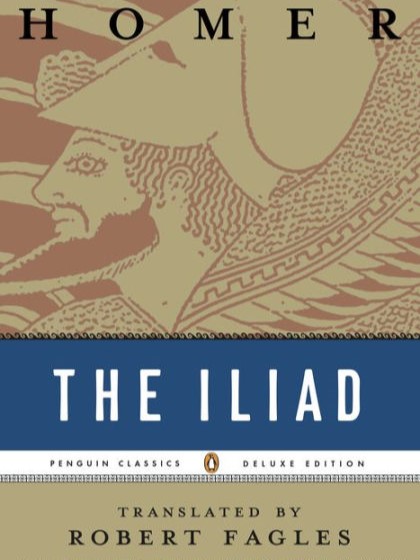 HOMER
THE ILIAD
PENGUIN CLASSICS DELUXE EDITION
TRANSLATED BY
ROBERT FAGLES